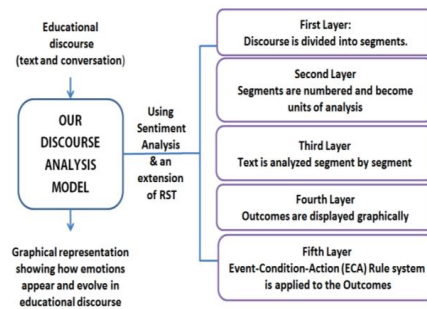 Educational
discourse
(text and conversation)
OUR
DISCOURSE
ANALYSIS
MODEL
Graphical representation
showing how emotions
appear and evolve in
educational discourse
Using
Sentiment
Analysis
& an
extension
of RST
First Layer:
Discourse is divided into segments.
Second Layer
Segments are numbered and become
units of analysis
Third Layer
Text is analyzed segment by segment
Fourth Layer
Outcomes are displayed graphically
Fifth Layer
Event-Condition-Action (ECA) Rule system
is applied to the Outcomes